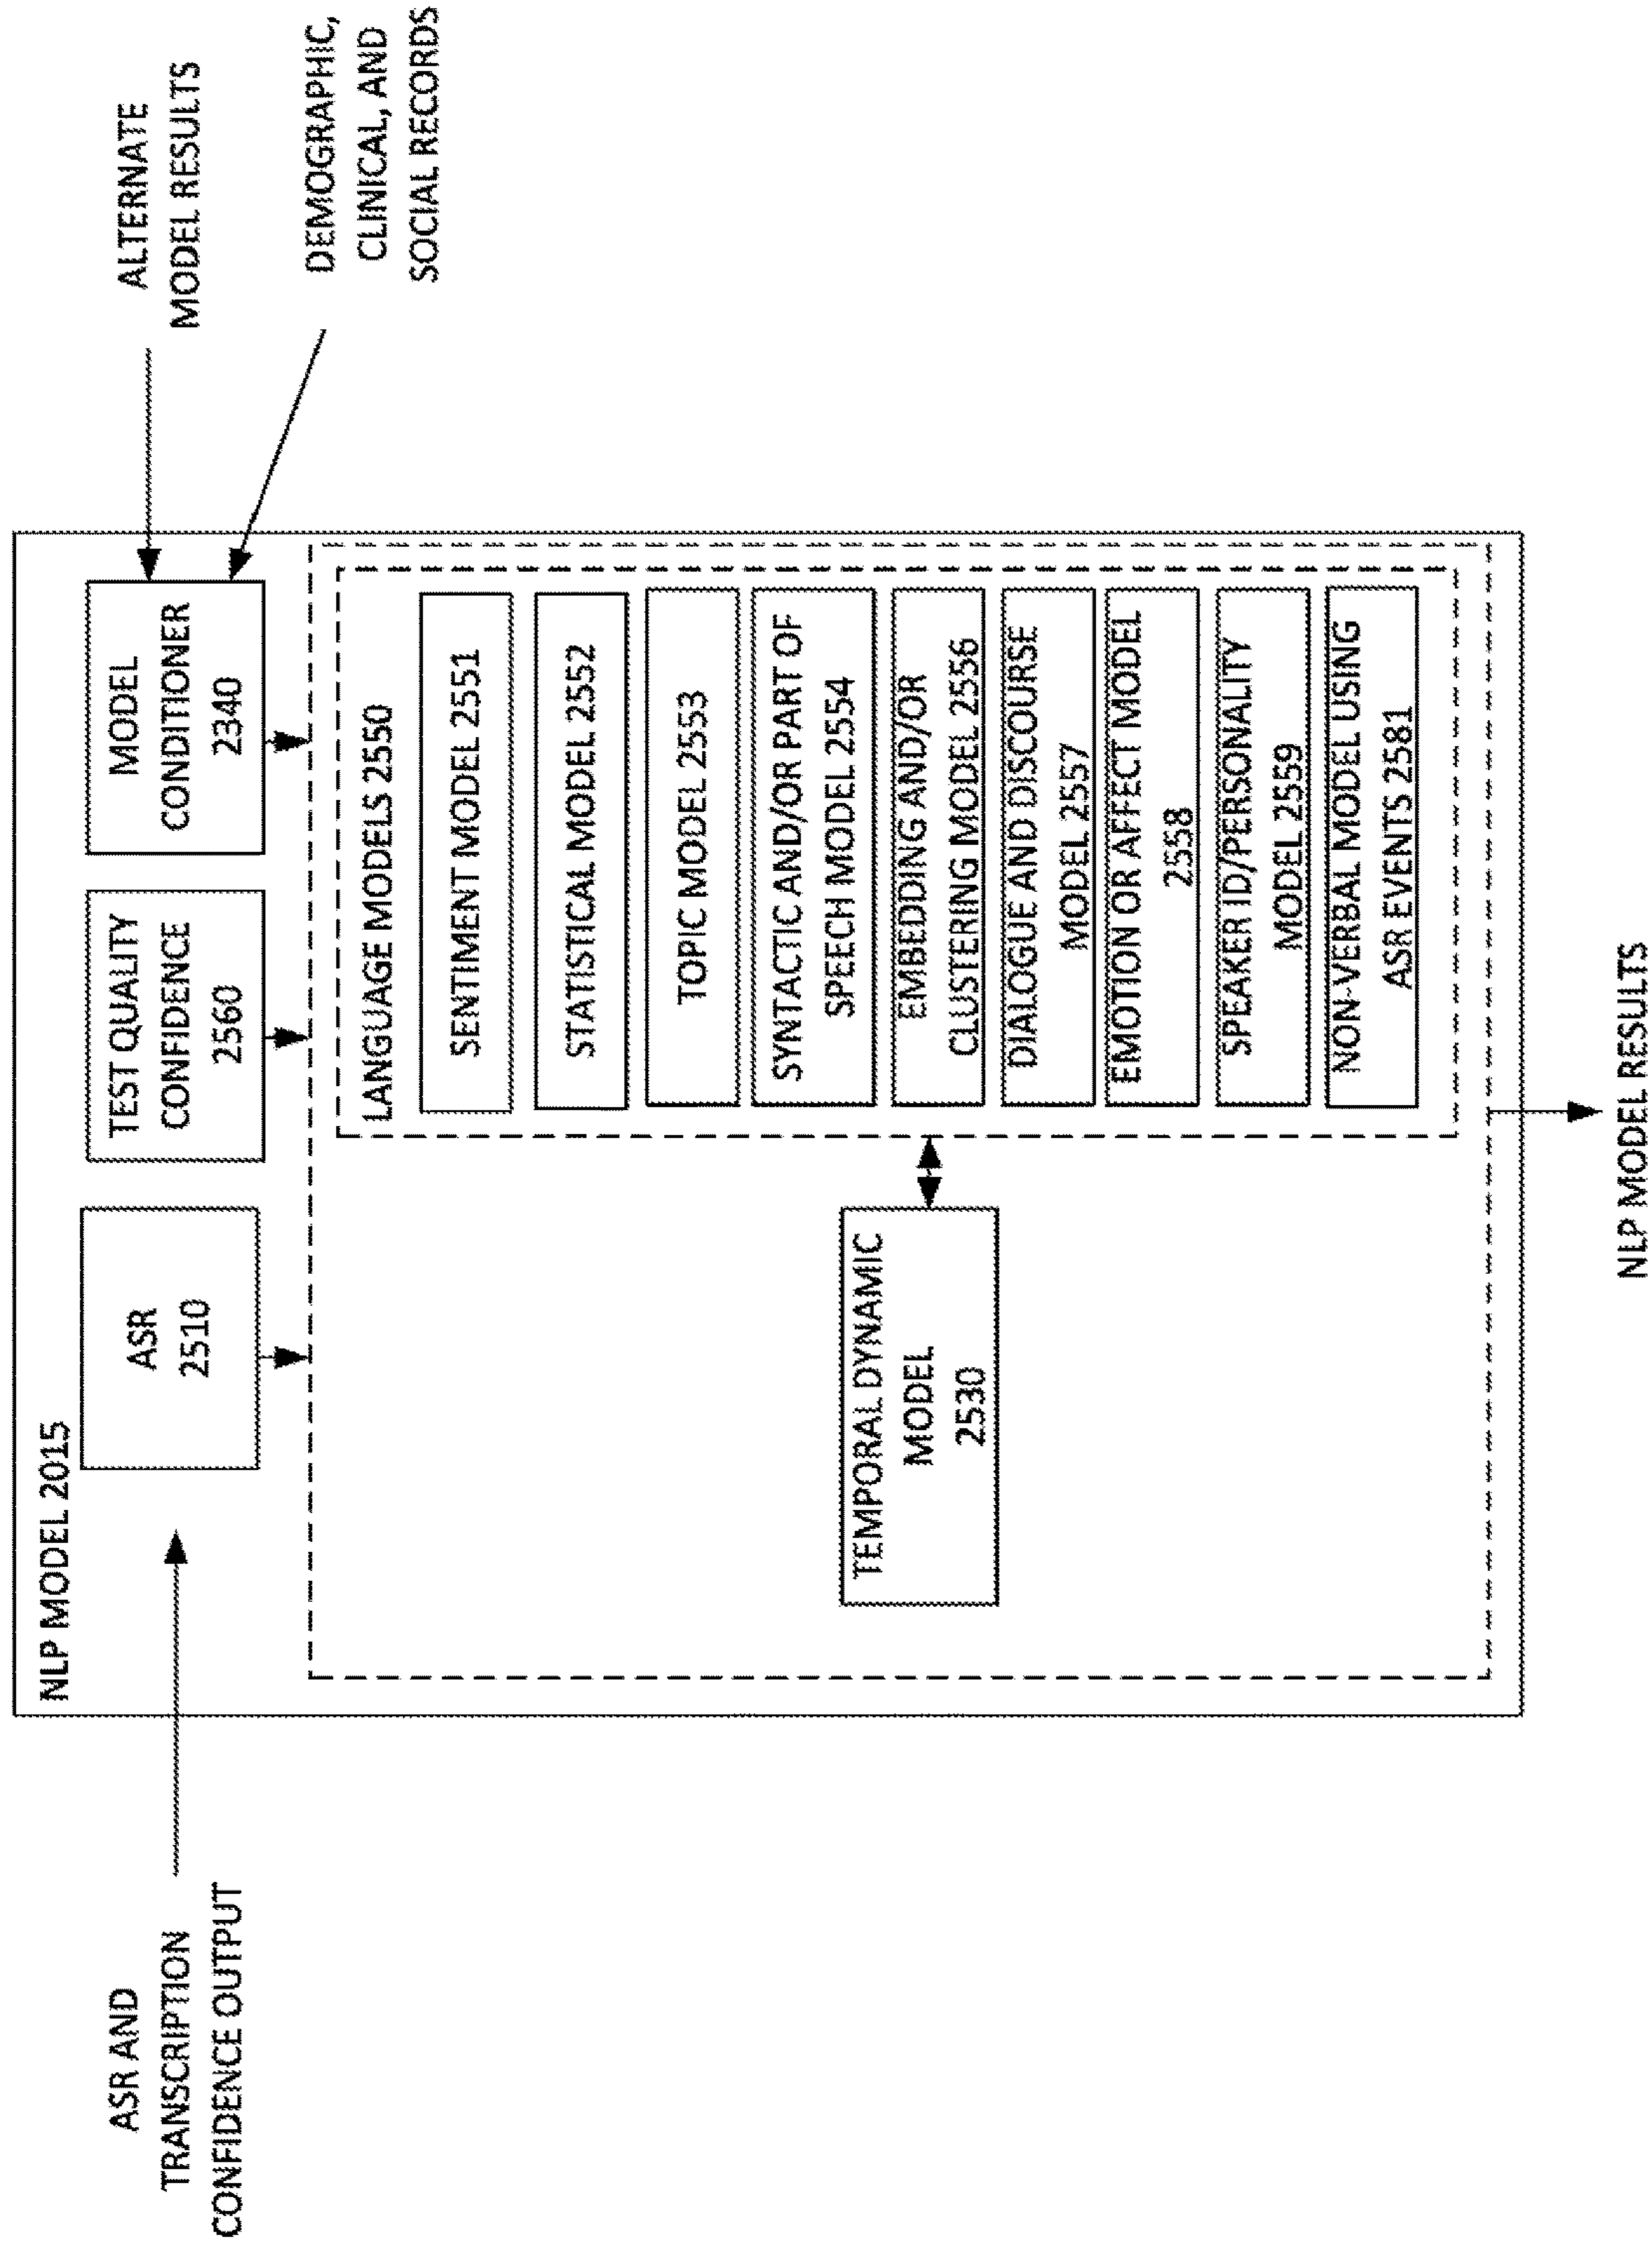 NLP MODEL 2015
ASR AND
TRANSCRIPTION
CONFIDENCE OUTPUT
ASR
2510
TEST QUALITY
CONFIDENCE
2560
MODEL
CONDITIONER
2340
ALTERNATE
MODEL RESULTS
DEMOGRAPHIC,
CLINICAL, AND
SOCIAL RECORDS
TEMPORAL DYNAMIC
MODEL
2530
LANGUAGE MODELS 2550
SENTIMENT MODEL 2551
STATISTICAL MODEL 2552
TOPIC MODEL 2553
SYNTACTIC AND/OR PART OF
SPEECH MODEL 2554
EMBEDDING AND/OR
CLUSTERING MODEL 2556
DIALOGUE AND DISCOURSE
MODEL 2557
EMOTION OR AFFECT MODEL
2558
SPEAKER ID/PERSONALITY
MODEL 2559
NON-VERBAL MODEL USING
ASR EVENTS 2581
NLP MODEL RESULTS